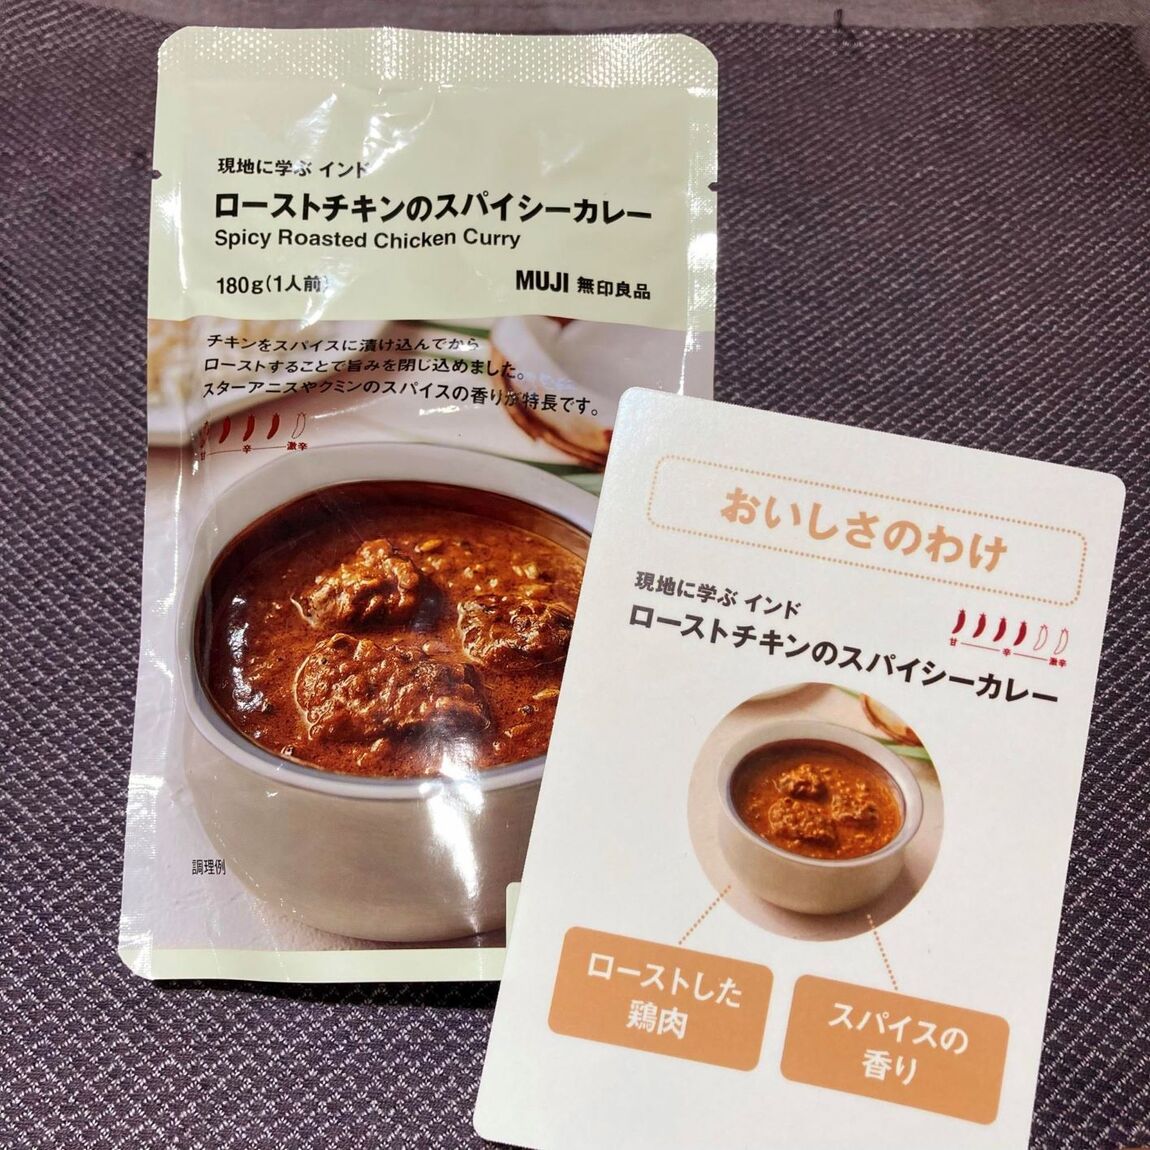 現地に学ぶ インド
ローストチキンのスパイシーカレー
Spicy Roasted Chicken Curry
180g(1人前)
MUJI 無印良品
チキンをスパイスに漬け込んでから
ローストすることで旨みを閉じ込めました。
スターアニスやクミンのスパイスの香りが特長です。
甘 辛 激辛
調理例
おいしさのわけ
現地に学ぶ インド
ローストチキンのスパイシーカレー
甘 辛 激辛
ローストした
鶏肉
スパイスの
香り